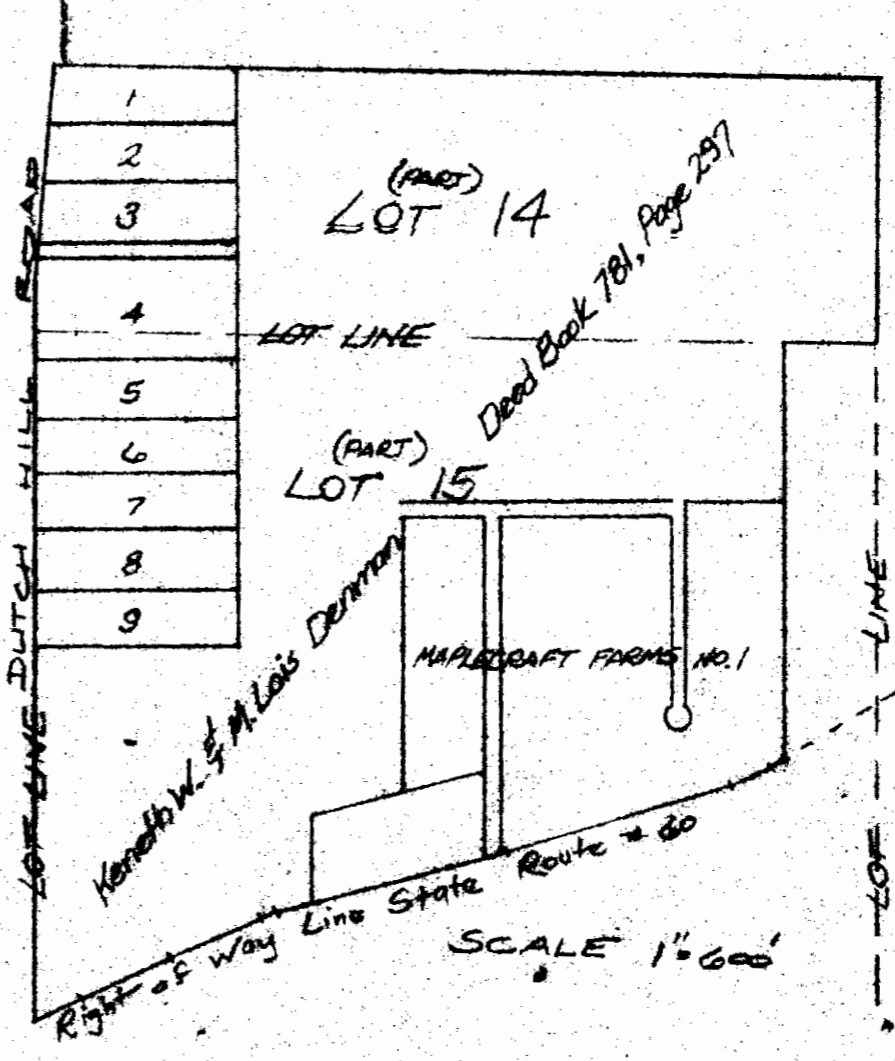 1
2
3
(PART)
LOT 14
4
LOT LINE
Deed Book 781, Page 297
5
6
(PART)
LOT 15
7
8
9
DUTCH HILL ROAD
LOT LINE
Kenneth W. & M. Lois Denman
MAPLECRAFT FARMS NO. 1
LOT LINE
Right of Way Line State Route # 60
SCALE 1"=600'